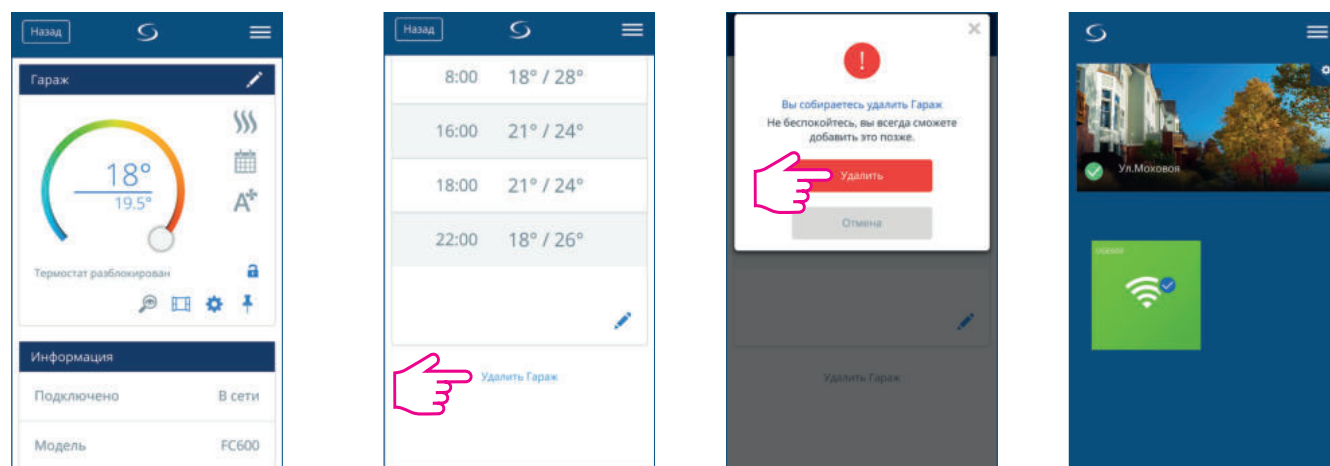 Назад
Гараж
18°
19.5°
Термостат разблокирован
Информация
Подключено В сети
Модель FC600
Назад
8:00 18° / 28°
16:00 21° / 24°
18:00 21° / 24°
22:00 18° / 26°
Удалить Гараж
Вы собираетесь удалить Гараж
Не беспокойтесь, вы всегда сможете
добавить это позже.
Удалить
Отмена
Удалить Гараж
Ул.Моховоя